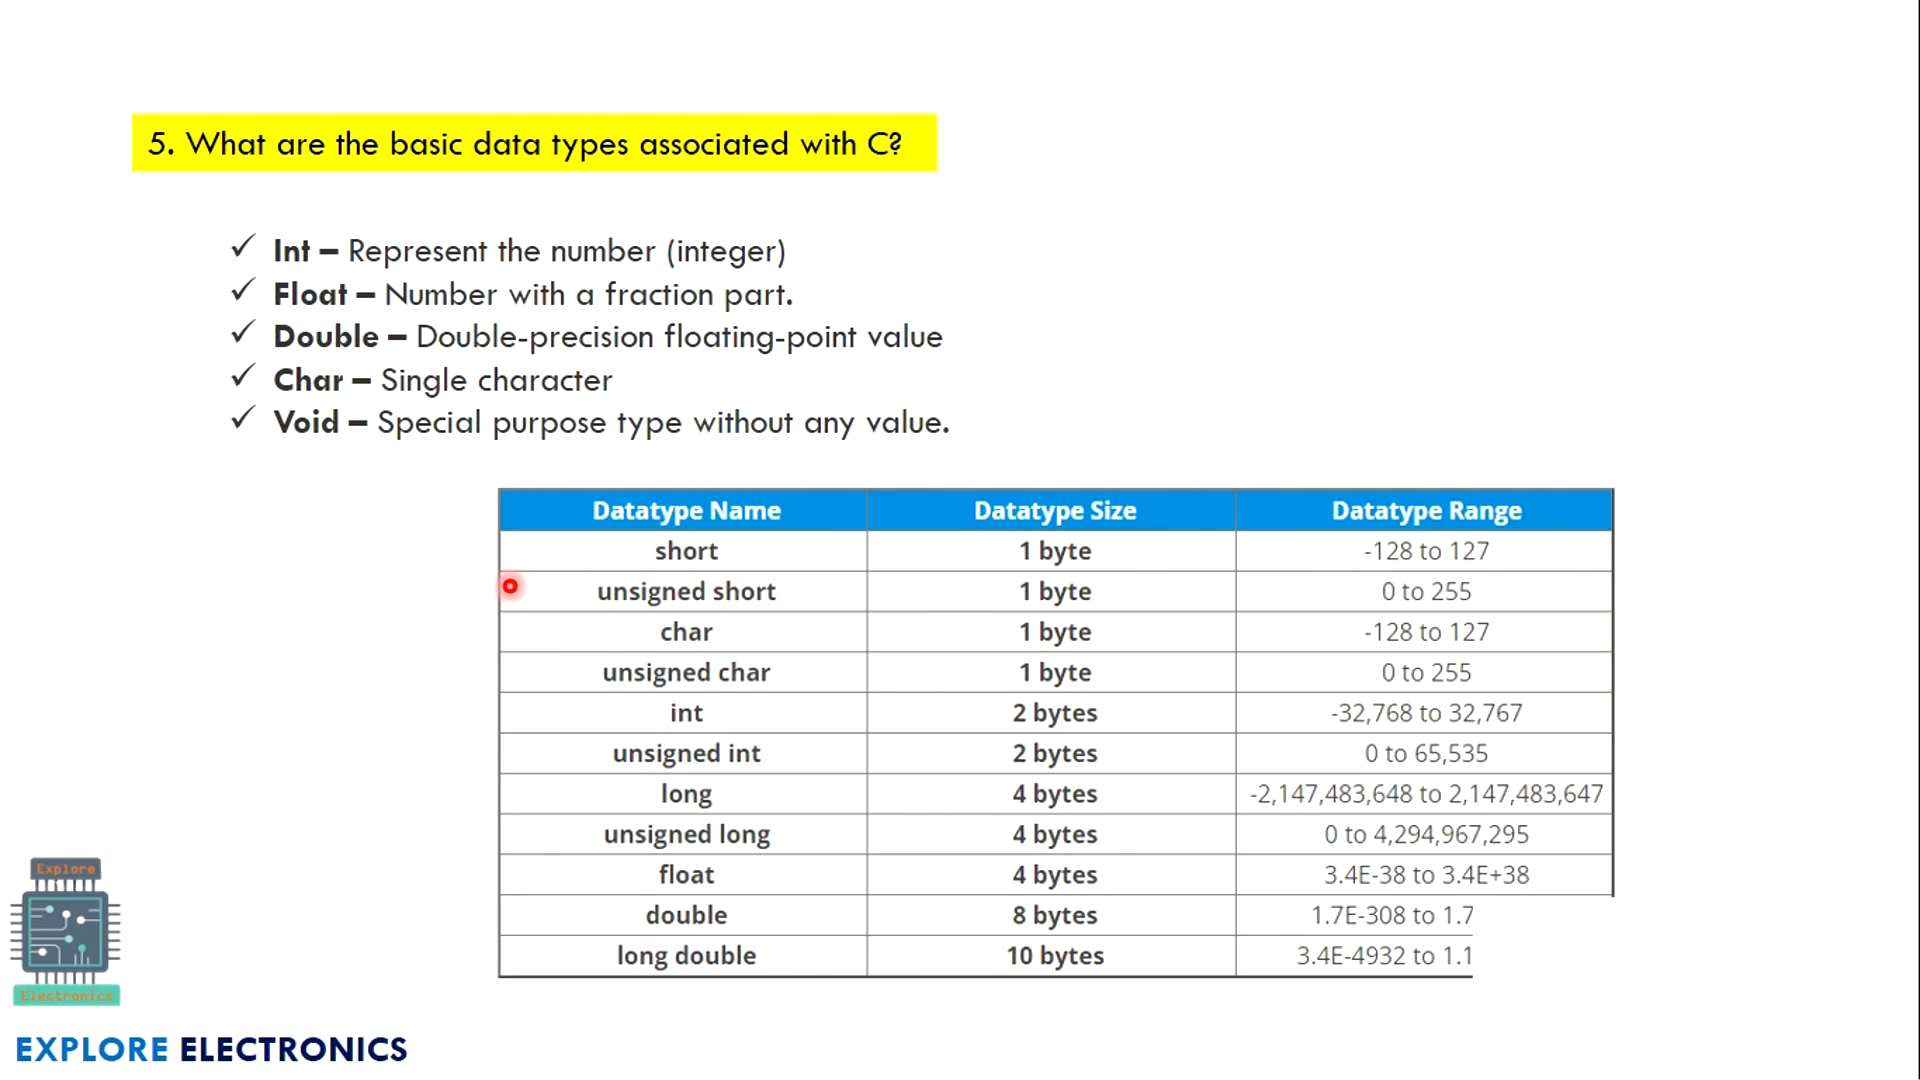 5. What are the basic data types associated with C?
✓ Int – Represent the number (integer)
✓ Float – Number with a fraction part.
✓ Double – Double-precision floating-point value
✓ Char – Single character
✓ Void – Special purpose type without any value.
Datatype Name Datatype Size Datatype Range
short 1 byte -128 to 127
unsigned short 1 byte 0 to 255
char 1 byte -128 to 127
unsigned char 1 byte 0 to 255
int 2 bytes -32,768 to 32,767
unsigned int 2 bytes 0 to 65,535
long 4 bytes -2,147,483,648 to 2,147,483,647
unsigned long 4 bytes 0 to 4,294,967,295
float 4 bytes 3.4E-38 to 3.4E+38
double 8 bytes 1.7E-308 to 1.7
long double 10 bytes 3.4E-4932 to 1.1
Explore
Electronics
EXPLORE ELECTRONICS